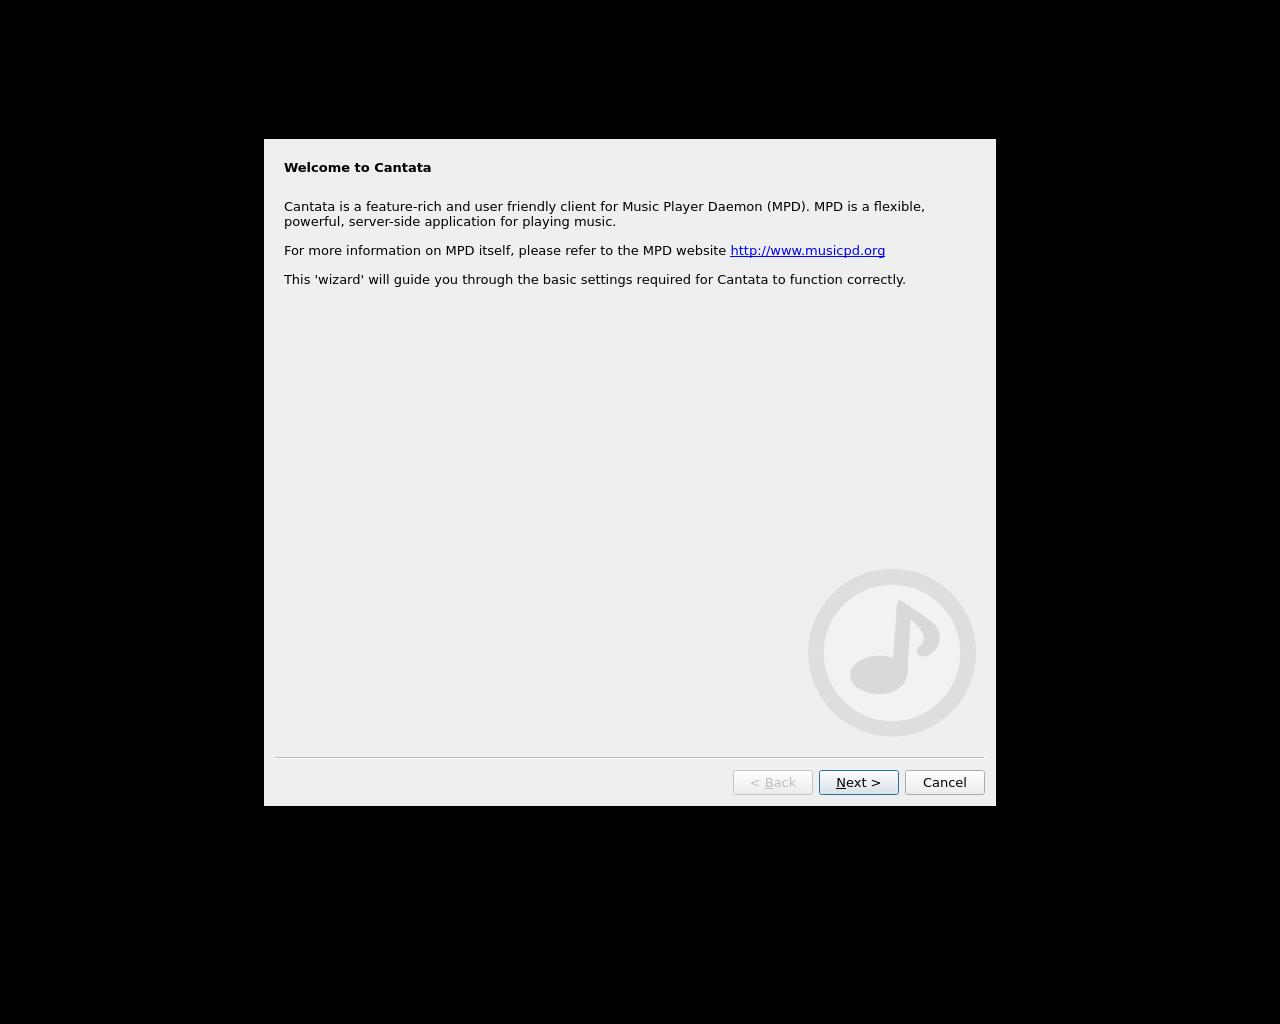 Welcome to Cantata
Cantata is a feature-rich and user friendly client for Music Player Daemon (MPD). MPD is a flexible,
powerful, server-side application for playing music.
For more information on MPD itself, please refer to the MPD website http://www.musicpd.org
This 'wizard' will guide you through the basic settings required for Cantata to function correctly.
< Back Next > Cancel